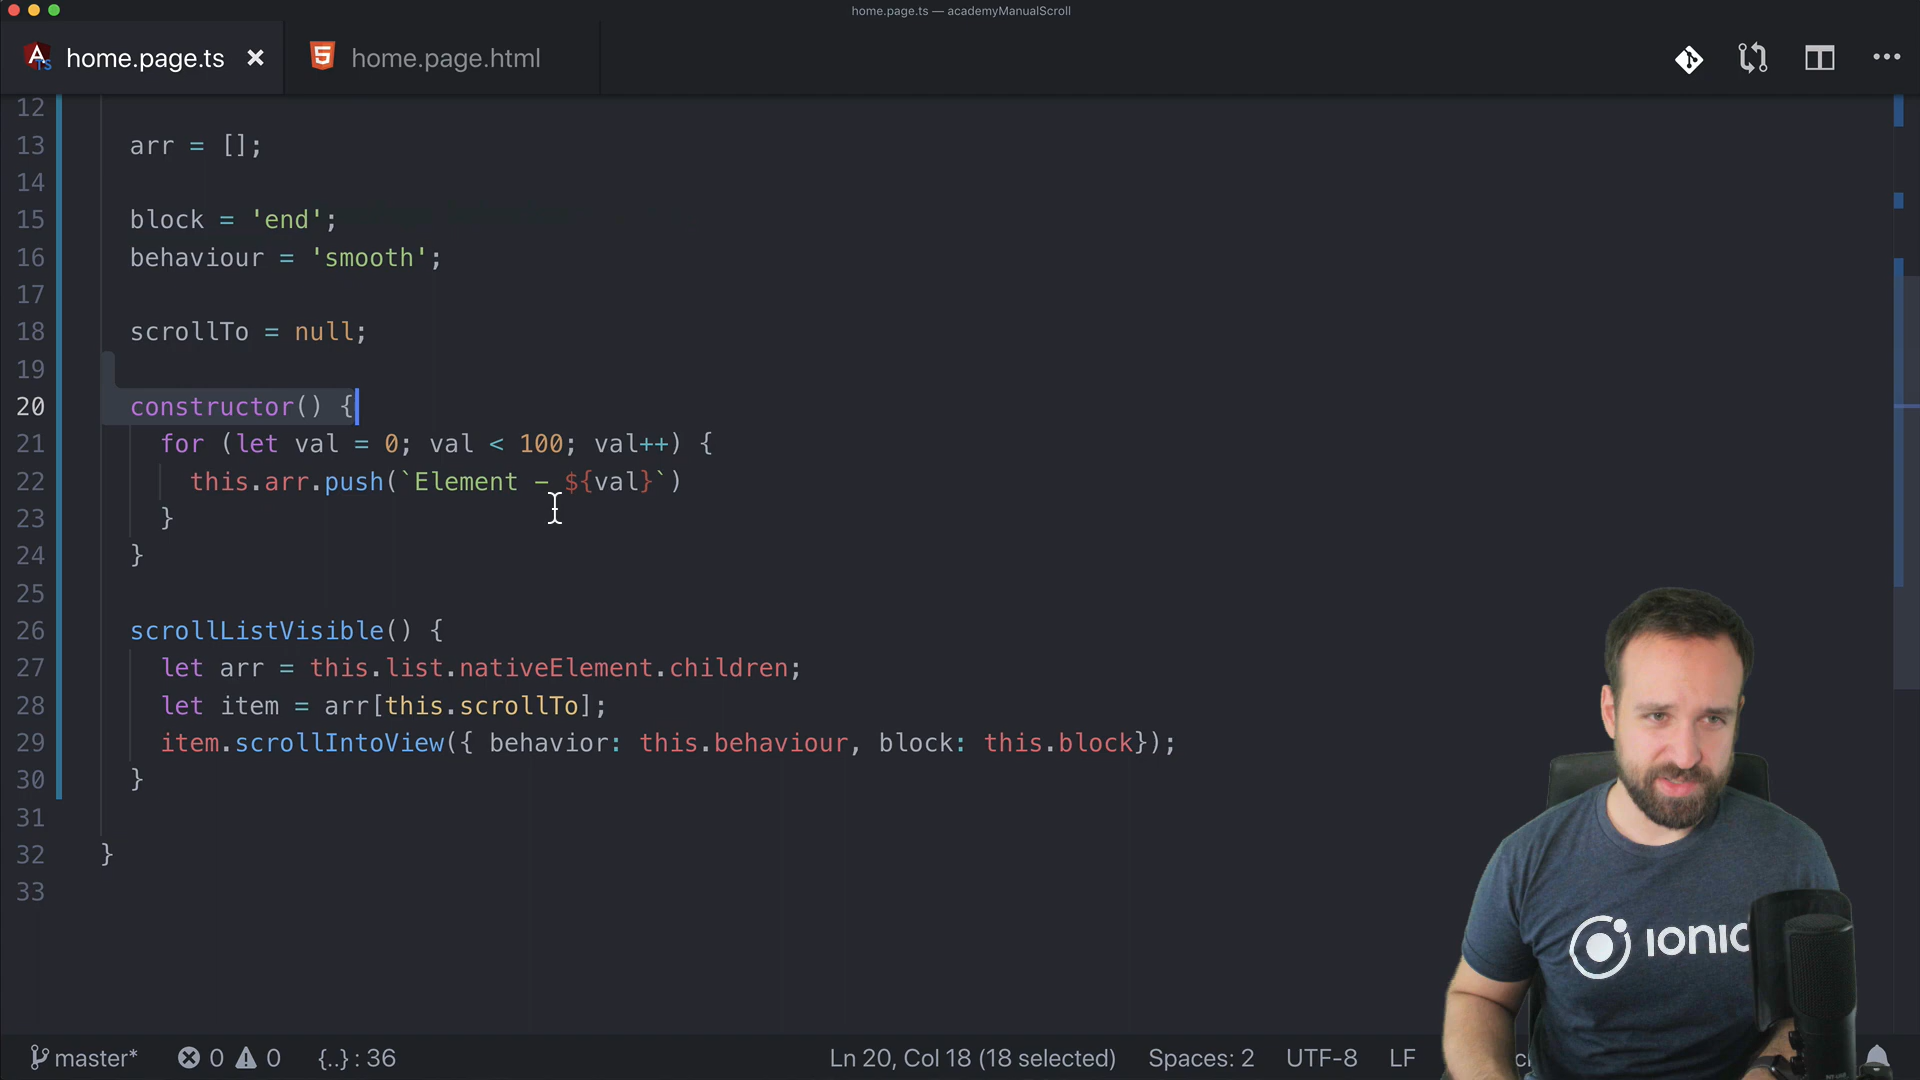 home.page.ts — academyManualScroll
home.page.ts
home.page.html
12
13 arr = [];
14
15 block = 'end';
16 behaviour = 'smooth';
17
18 scrollTo = null;
19
20 constructor() {
21 for (let val = 0; val < 100; val++) {
22 this.arr.push(`Element - ${val}`)
23 }
24 }
25
26 scrollListVisible() {
27 let arr = this.list.nativeElement.children;
28 let item = arr[this.scrollTo];
29 item.scrollIntoView({ behavior: this.behaviour, block: this.block});
30 }
31
32 }
33
IONIC
master* 0 0 {..} : 36 Ln 20, Col 18 (18 selected) Spaces: 2 UTF-8 LF